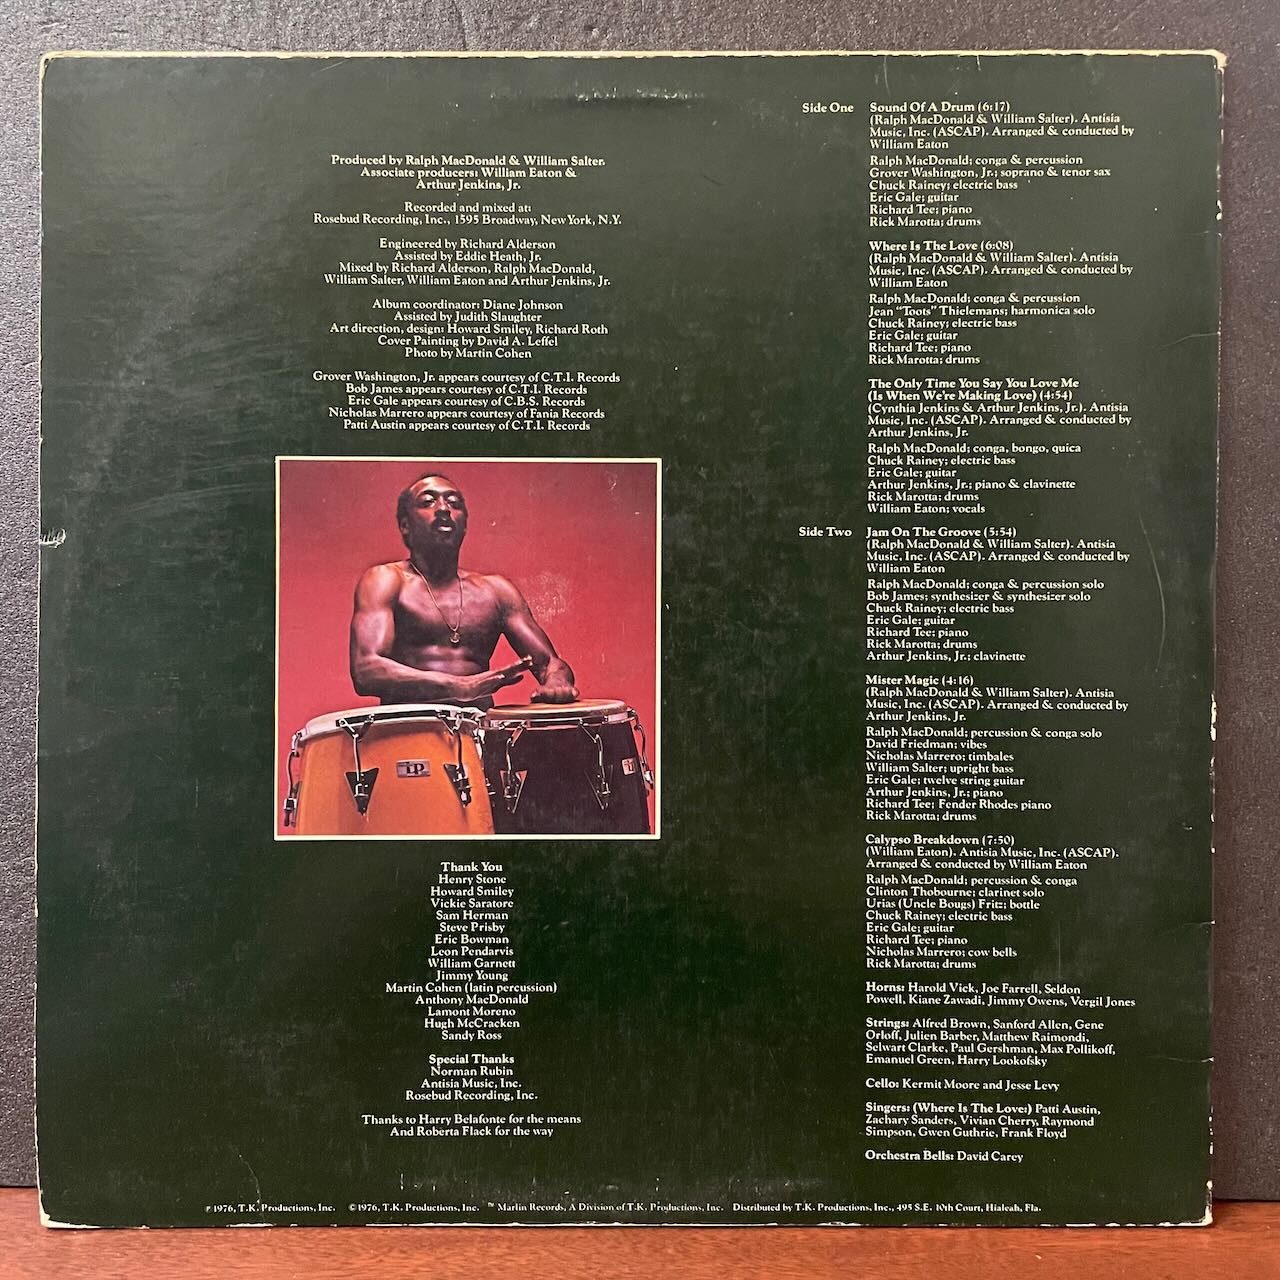 Produced by Ralph MacDonald & William Salter.
Associate producers: William Eaton &
Arthur Jenkins, Jr.
Recorded and mixed at:
Rosebud Recording, Inc., 1595 Broadway, New York, N.Y.
Engineered by Richard Alderson
Assisted by Eddie Heath, Jr.
Mixed by Richard Alderson, Ralph MacDonald,
William Salter, William Eaton and Arthur Jenkins, Jr.
Album coordinator: Diane Johnson
Assisted by Judith Slaughter
Art direction, design: Howard Smiley, Richard Roth
Cover Painting by David A. Leffel
Photo by Martin Cohen
Grover Washington, Jr. appears courtesy of C.T.I. Records
Bob James appears courtesy of C.T.I. Records
Eric Gale appears courtesy of C.B.S. Records
Nicholas Marrero appears courtesy of Fania Records
Patti Austin appears courtesy of C.T.I. Records
LP
Thank You
Henry Stone
Howard Smiley
Vickie Saratore
Sam Herman
Steve Prisby
Eric Bowman
Leon Pendarvis
William Garnett
Jimmy Young
Martin Cohen (latin percussion)
Anthony MacDonald
Lamont Moreno
Hugh McCracken
Sandy Ross
Special Thanks
Norman Rubin
Antisia Music, Inc.
Rosebud Recording, Inc.
Thanks to Harry Belafonte for the means
And Roberta Flack for the way
Side One Sound Of A Drum (6:17)
(Ralph MacDonald & William Salter). Antisia
Music, Inc. (ASCAP). Arranged & conducted by
William Eaton
Ralph MacDonald; conga & percussion
Grover Washington, Jr.; soprano & tenor sax
Chuck Rainey; electric bass
Eric Gale; guitar
Richard Tee; piano
Rick Marotta; drums
Where Is The Love (6:08)
(Ralph MacDonald & William Salter). Antisia
Music, Inc. (ASCAP). Arranged & conducted by
William Eaton
Ralph MacDonald; conga & percussion
Jean "Toots" Thielemans; harmonica solo
Chuck Rainey; electric bass
Eric Gale; guitar
Richard Tee; piano
Rick Marotta; drums
The Only Time You Say You Love Me
(Is When We're Making Love) (4:54)
(Cynthia Jenkins & Arthur Jenkins, Jr.). Antisia
Music, Inc. (ASCAP). Arranged & conducted by
Arthur Jenkins, Jr.
Ralph MacDonald; conga, bongo, quica
Chuck Rainey; electric bass
Eric Gale; guitar
Arthur Jenkins, Jr.; piano & clavinette
Rick Marotta; drums
William Eaton; vocals
Side Two Jam On The Groove (5:54)
(Ralph MacDonald & William Salter). Antisia
Music, Inc. (ASCAP). Arranged & conducted by
William Eaton
Ralph MacDonald; conga & percussion solo
Bob James; synthesizer & synthesizer solo
Chuck Rainey; electric bass
Eric Gale; guitar
Richard Tee; piano
Rick Marotta; drums
Arthur Jenkins, Jr.; clavinette
Mister Magic (4:16)
(Ralph MacDonald & William Salter). Antisia
Music, Inc. (ASCAP). Arranged & conducted by
Arthur Jenkins, Jr.
Ralph MacDonald; percussion & conga solo
David Friedman; vibes
Nicholas Marrero; timbales
William Salter; upright bass
Eric Gale; twelve string guitar
Arthur Jenkins, Jr.; piano
Richard Tee; Fender Rhodes piano
Rick Marotta; drums
Calypso Breakdown (7:50)
(William Eaton). Antisia Music, Inc. (ASCAP).
Arranged & conducted by William Eaton
Ralph MacDonald; percussion & conga
Clinton Thobourne; clarinet solo
Urias (Uncle Bougs) Fritz; bottle
Chuck Rainey; electric bass
Eric Gale; guitar
Richard Tee; piano
Nicholas Marrero; cow bells
Rick Marotta; drums
Horns: Harold Vick, Joe Farrell, Seldon
Powell, Kiane Zawadi, Jimmy Owens, Vergil Jones
Strings: Alfred Brown, Sanford Allen, Gene
Orloff, Julien Barber, Matthew Raimondi,
Selwart Clarke, Paul Gershman, Max Pollikoff,
Emanuel Green, Harry Lookofsky
Cello: Kermit Moore and Jesse Levy
Singers: (Where Is The Love:) Patti Austin,
Zachary Sanders, Vivian Cherry, Raymond
Simpson, Gwen Guthrie, Frank Floyd
Orchestra Bells: David Carey
℗ 1976, T.K. Productions, Inc. © 1976, T.K. Productions, Inc. ™ Marlin Records, A Division of T.K. Productions, Inc. Distributed by T.K. Productions, Inc., 495 S.E. 10th Court, Hialeah, Fla.